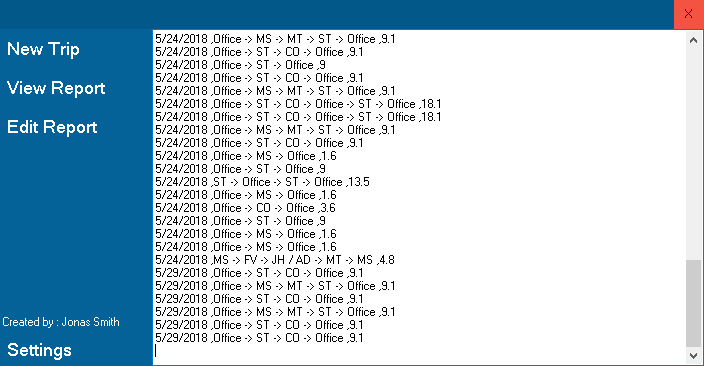 X
New Trip
View Report
Edit Report
Created by : Jonas Smith
Settings
5/24/2018 ,Office -> MS -> MT -> ST -> Office ,9.1
5/24/2018 ,Office -> ST -> CO -> Office ,9.1
5/24/2018 ,Office -> ST -> Office ,9
5/24/2018 ,Office -> ST -> CO -> Office ,9.1
5/24/2018 ,Office -> MS -> MT -> ST -> Office ,9.1
5/24/2018 ,Office -> ST -> CO -> Office -> ST -> Office ,18.1
5/24/2018 ,Office -> ST -> CO -> Office -> ST -> Office ,18.1
5/24/2018 ,Office -> MS -> MT -> ST -> Office ,9.1
5/24/2018 ,Office -> ST -> CO -> Office ,9.1
5/24/2018 ,Office -> MS -> Office ,1.6
5/24/2018 ,Office -> ST -> Office ,9
5/24/2018 ,ST -> Office -> ST -> Office ,13.5
5/24/2018 ,Office -> MS -> Office ,1.6
5/24/2018 ,Office -> CO -> Office ,3.6
5/24/2018 ,Office -> ST -> Office ,9
5/24/2018 ,Office -> MS -> Office ,1.6
5/24/2018 ,Office -> MS -> Office ,1.6
5/24/2018 ,MS -> FV -> JH / AD -> MT -> MS ,4.8
5/29/2018 ,Office -> ST -> CO -> Office ,9.1
5/29/2018 ,Office -> MS -> MT -> ST -> Office ,9.1
5/29/2018 ,Office -> ST -> CO -> Office ,9.1
5/29/2018 ,Office -> MS -> MT -> ST -> Office ,9.1
5/29/2018 ,Office -> ST -> CO -> Office ,9.1
5/29/2018 ,Office -> ST -> CO -> Office ,9.1